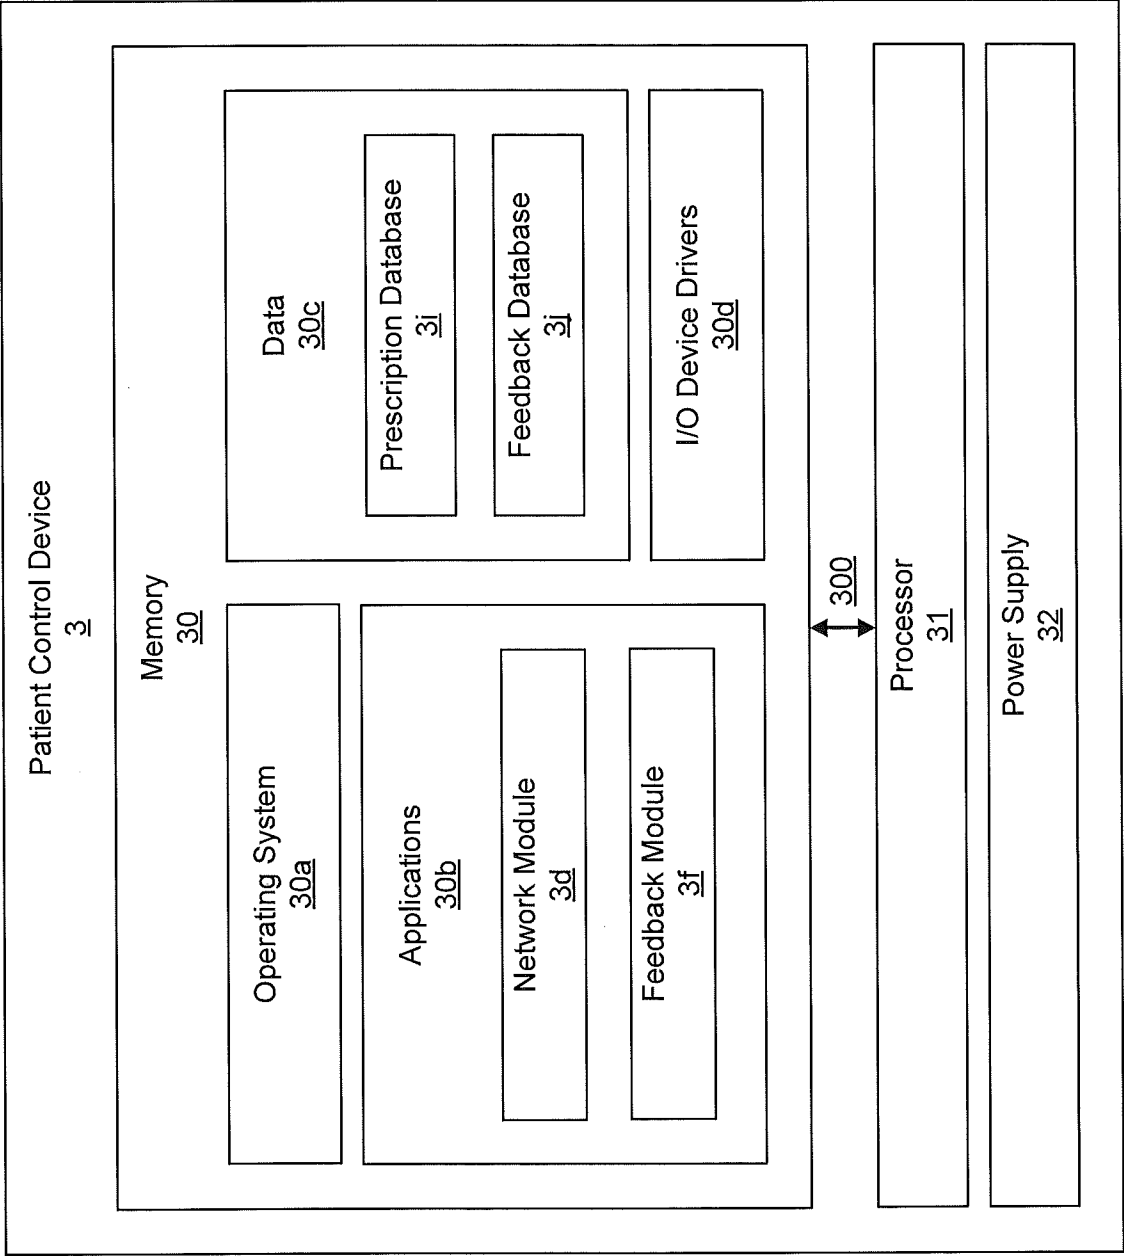 Patient Control Device
3
Memory
30
Operating System
30a
Applications
30b
Network Module
3d
Feedback Module
3f
Data
30c
Prescription Database
3i
Feedback Database
3j
I/O Device Drivers
30d
300
Processor
31
Power Supply
32